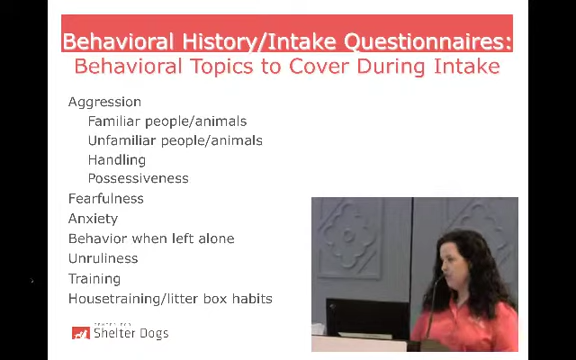 Behavioral History/Intake Questionnaires:
Behavioral Topics to Cover During Intake
Aggression
Familiar people/animals
Unfamiliar people/animals
Handling
Possessiveness
Fearfulness
Anxiety
Behavior when left alone
Unruliness
Training
Housetraining/litter box habits
Shelter Dogs